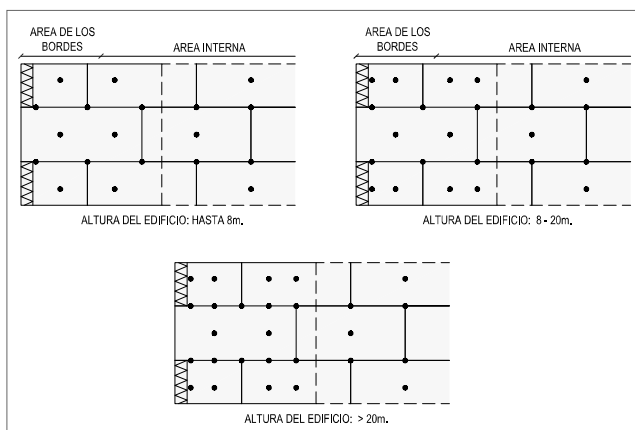 AREA DE LOS
BORDES
AREA INTERNA
ALTURA DEL EDIFICIO: HASTA 8m.
AREA DE LOS
BORDES
AREA INTERNA
ALTURA DEL EDIFICIO: 8 - 20m.
ALTURA DEL EDIFICIO: > 20m.